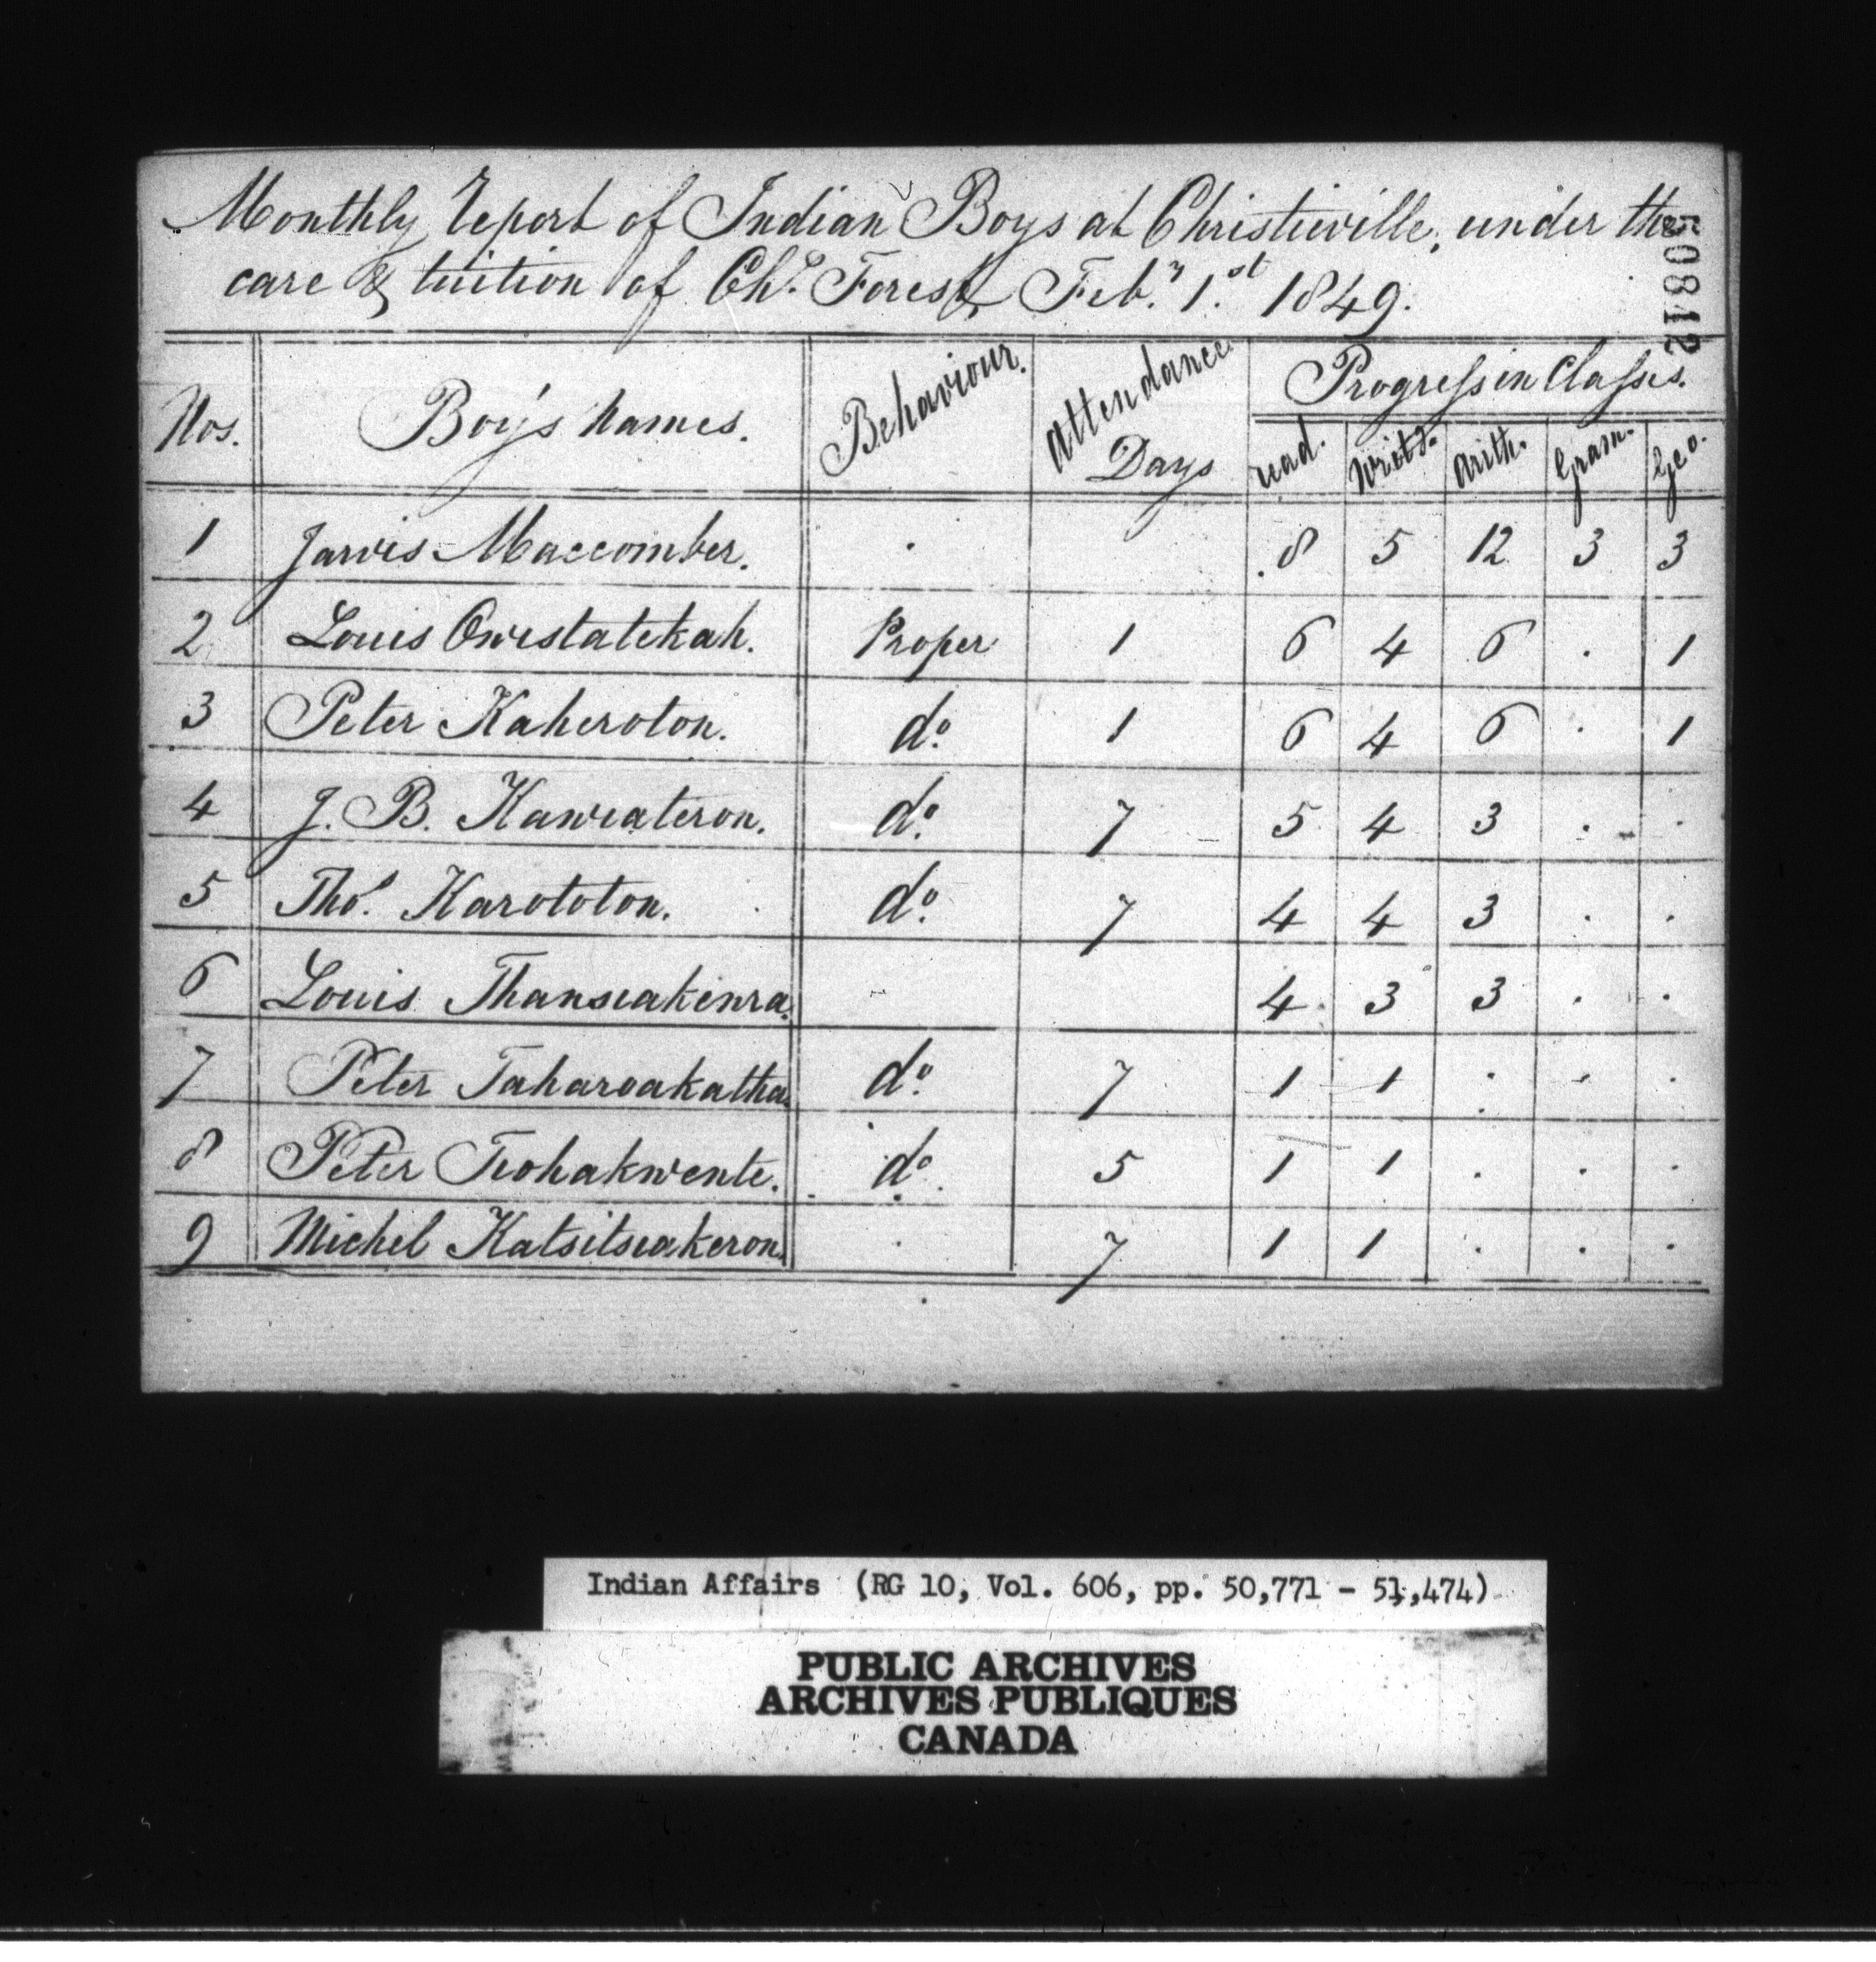 Monthly Report of Indian Boys at Christieville, under the
care & tuition of Chs. Forest, Feby. 1st 1849.
50812
Nos. Boy's Names. Behaviour. Attendance Days Progress in Classes.
read. Writg. Arith. Gram. Geo.
1 Jarvis Maccomber. . 8 5 12 3 3
2 Louis Owistatekah. Proper 1 6 4 6 . 1
3 Peter Kaheroton. do. 1 6 4 6 . 1
4 J. B. Kawiateron. do. 7 5 4 3 . .
5 Thos. Karototon. do. 7 4 4 3 . .
6 Louis Thansiakenra. 4 3 3 . .
7 Peter Taharoakatha. do. 7 1 1 . . .
8 Peter Tiohakwente. do. 5 1 1 . . .
9 Michel Katsitsiakeron. . 7 1 1 . . .
Indian Affairs (RG 10, Vol. 606, pp. 50,771 - 51,474)
PUBLIC ARCHIVES
ARCHIVES PUBLIQUES
CANADA